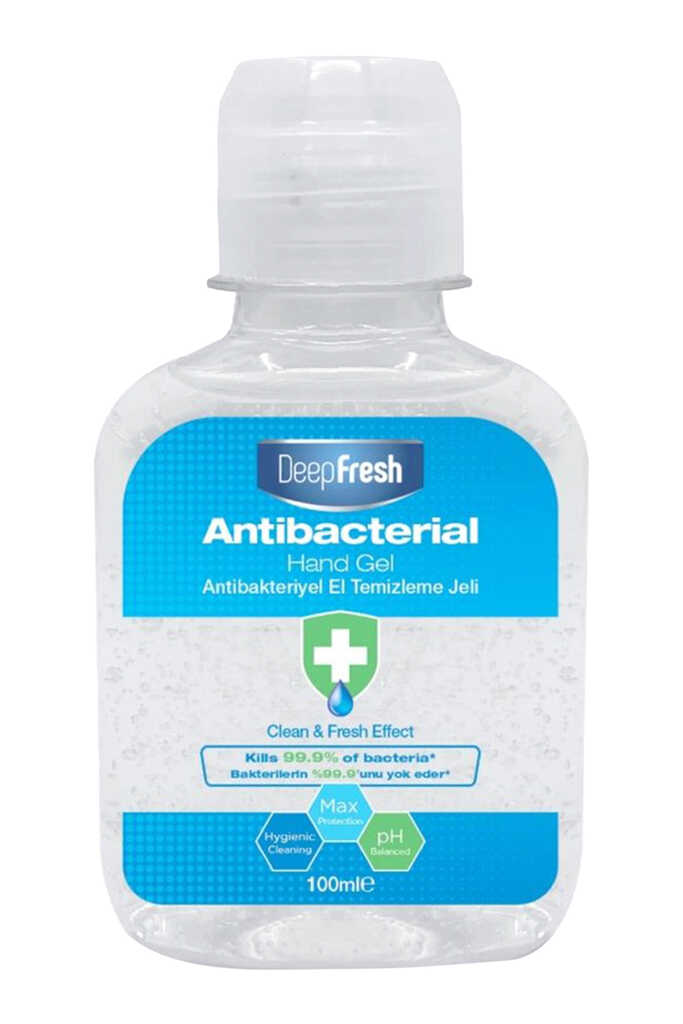 DeepFresh
Antibacterial
Hand Gel
Antibakteriyel El Temizleme Jeli
Clean & Fresh Effect
Kills 99.9% of bacteria*
Bakterilerin %99.9'unu yok eder*
Max
Protection
Hygienic
Cleaning
pH
Balanced
100ml℮